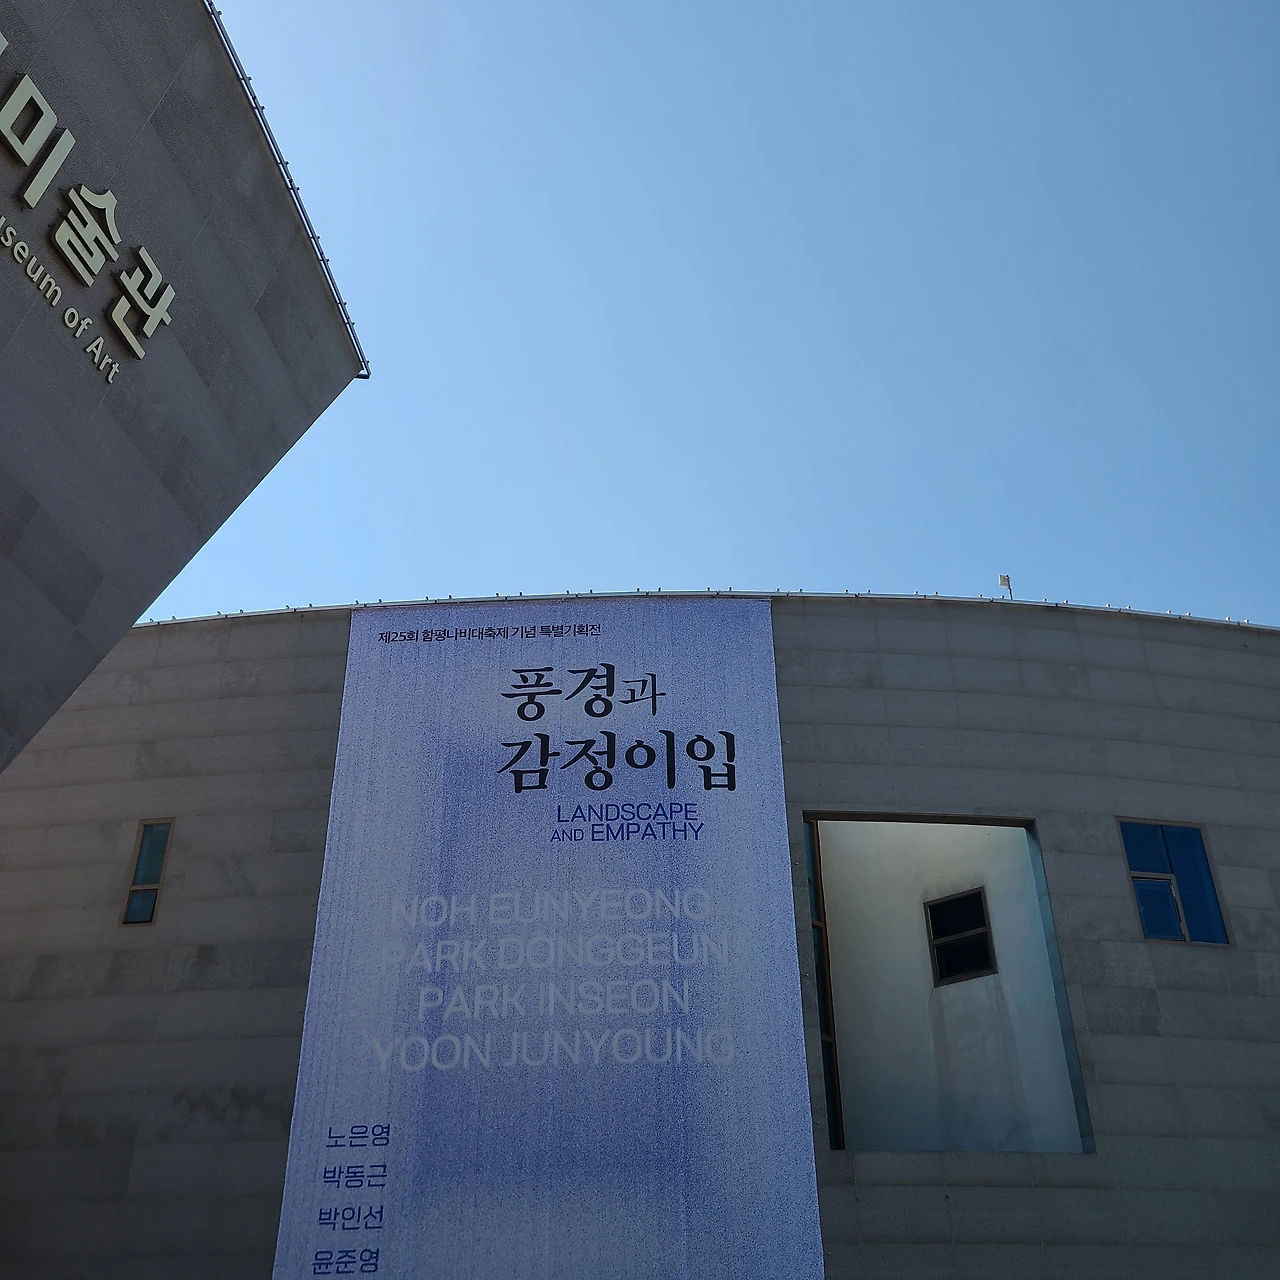 미술관
Museum of Art
제25회 함평나비대축제 기념 특별기획전
풍경과
감정이입
LANDSCAPE
AND EMPATHY
NOH EUNYEONG
PARK DONGGEUN
PARK INSEON
YOON JUNYOUNG
노은영
박동근
박인선
윤준영